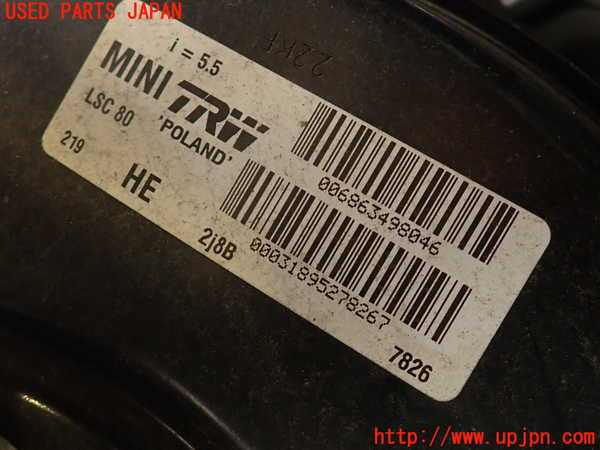 USED PARTS JAPAN
i = 5.5
MINI TRW
LSC 80 'POLAND'
219
HE
2j8B
006863498046
00031895278267
7826
http://www.upjpn.com/